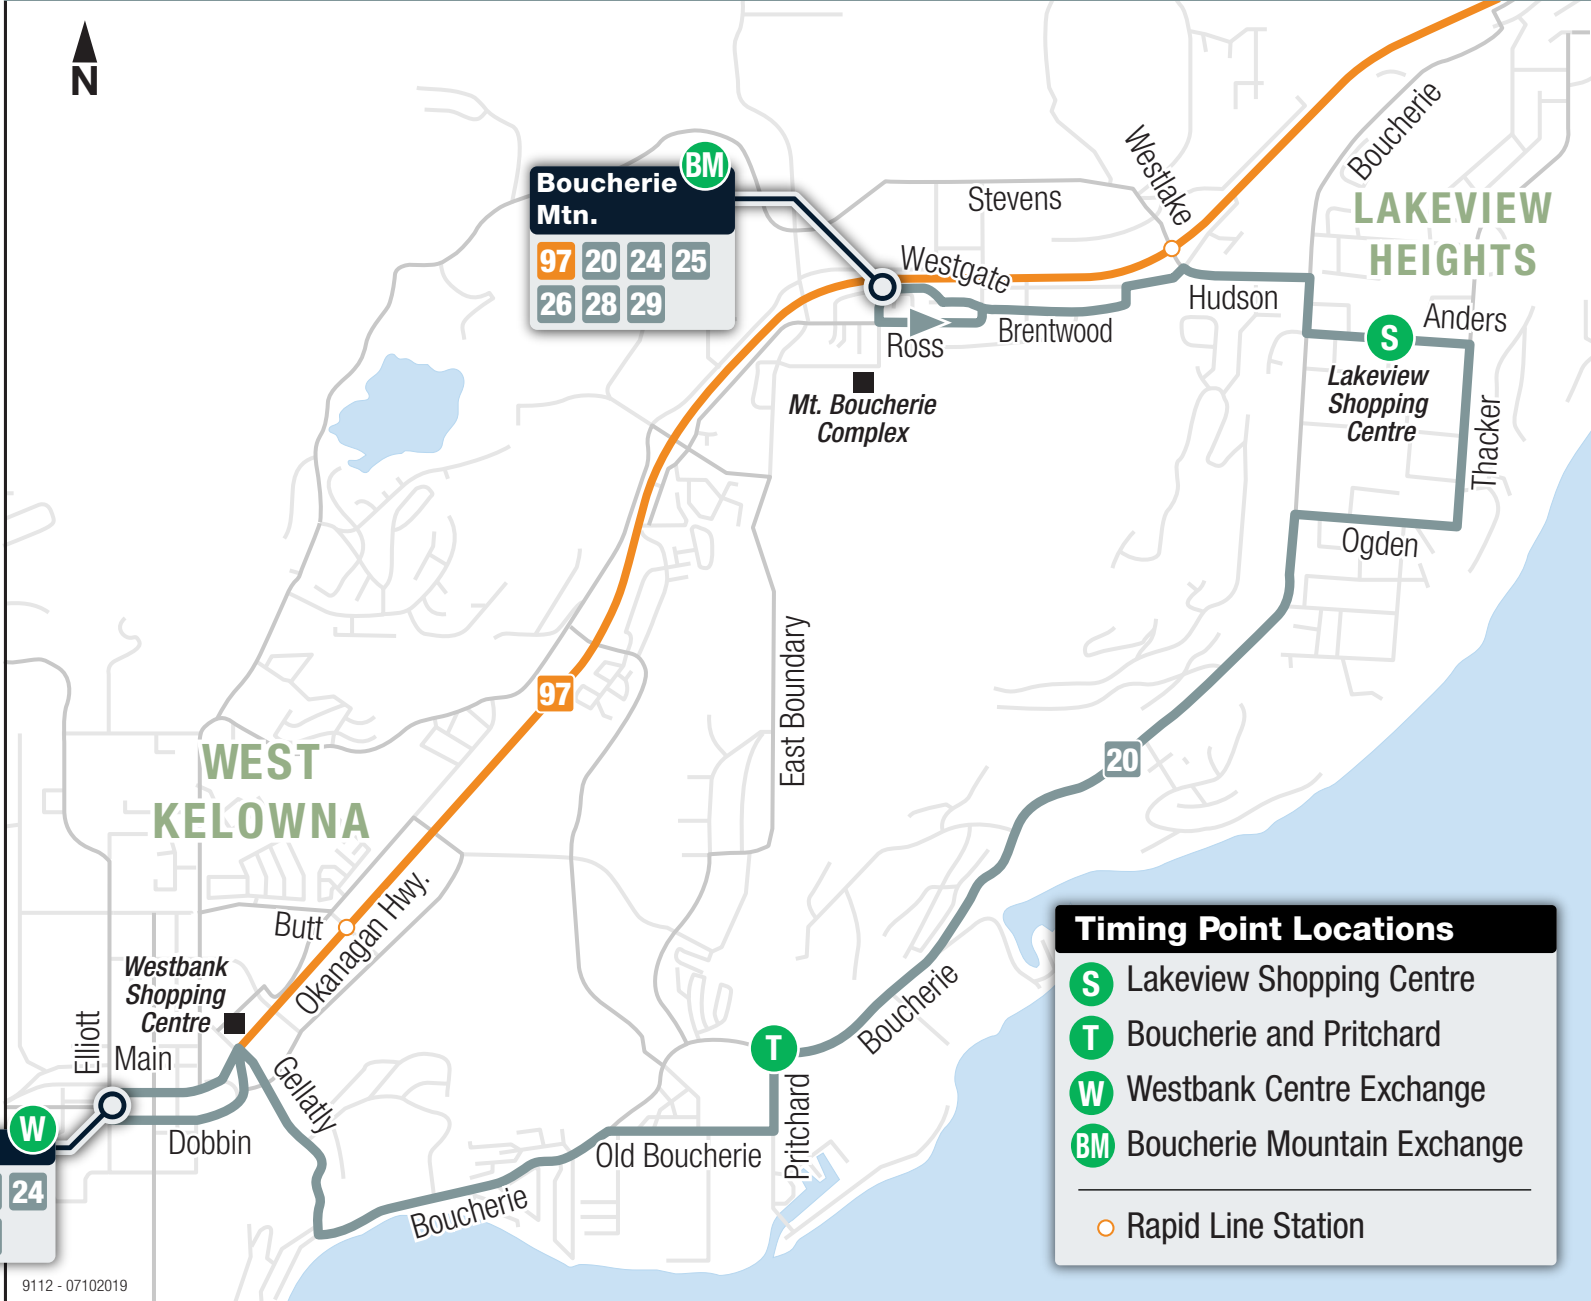 N
BM
Boucherie
Mtn.
97 20 24 25
26 28 29
Stevens
Westlake
Boucherie
LAKEVIEW
HEIGHTS
Westgate
Hudson
Brentwood
Ross
Anders
S
Lakeview
Shopping
Centre
Thacker
Mt. Boucherie
Complex
Ogden
East Boundary
97
20
WEST
KELOWNA
Butt
Okanagan Hwy.
Westbank
Shopping
Centre
Elliott
Main
Gellatly
W
Dobbin
24
T
Boucherie
Pritchard
Old Boucherie
Boucherie
Timing Point Locations
S Lakeview Shopping Centre
T Boucherie and Pritchard
W Westbank Centre Exchange
BM Boucherie Mountain Exchange
Rapid Line Station
9112 - 07102019